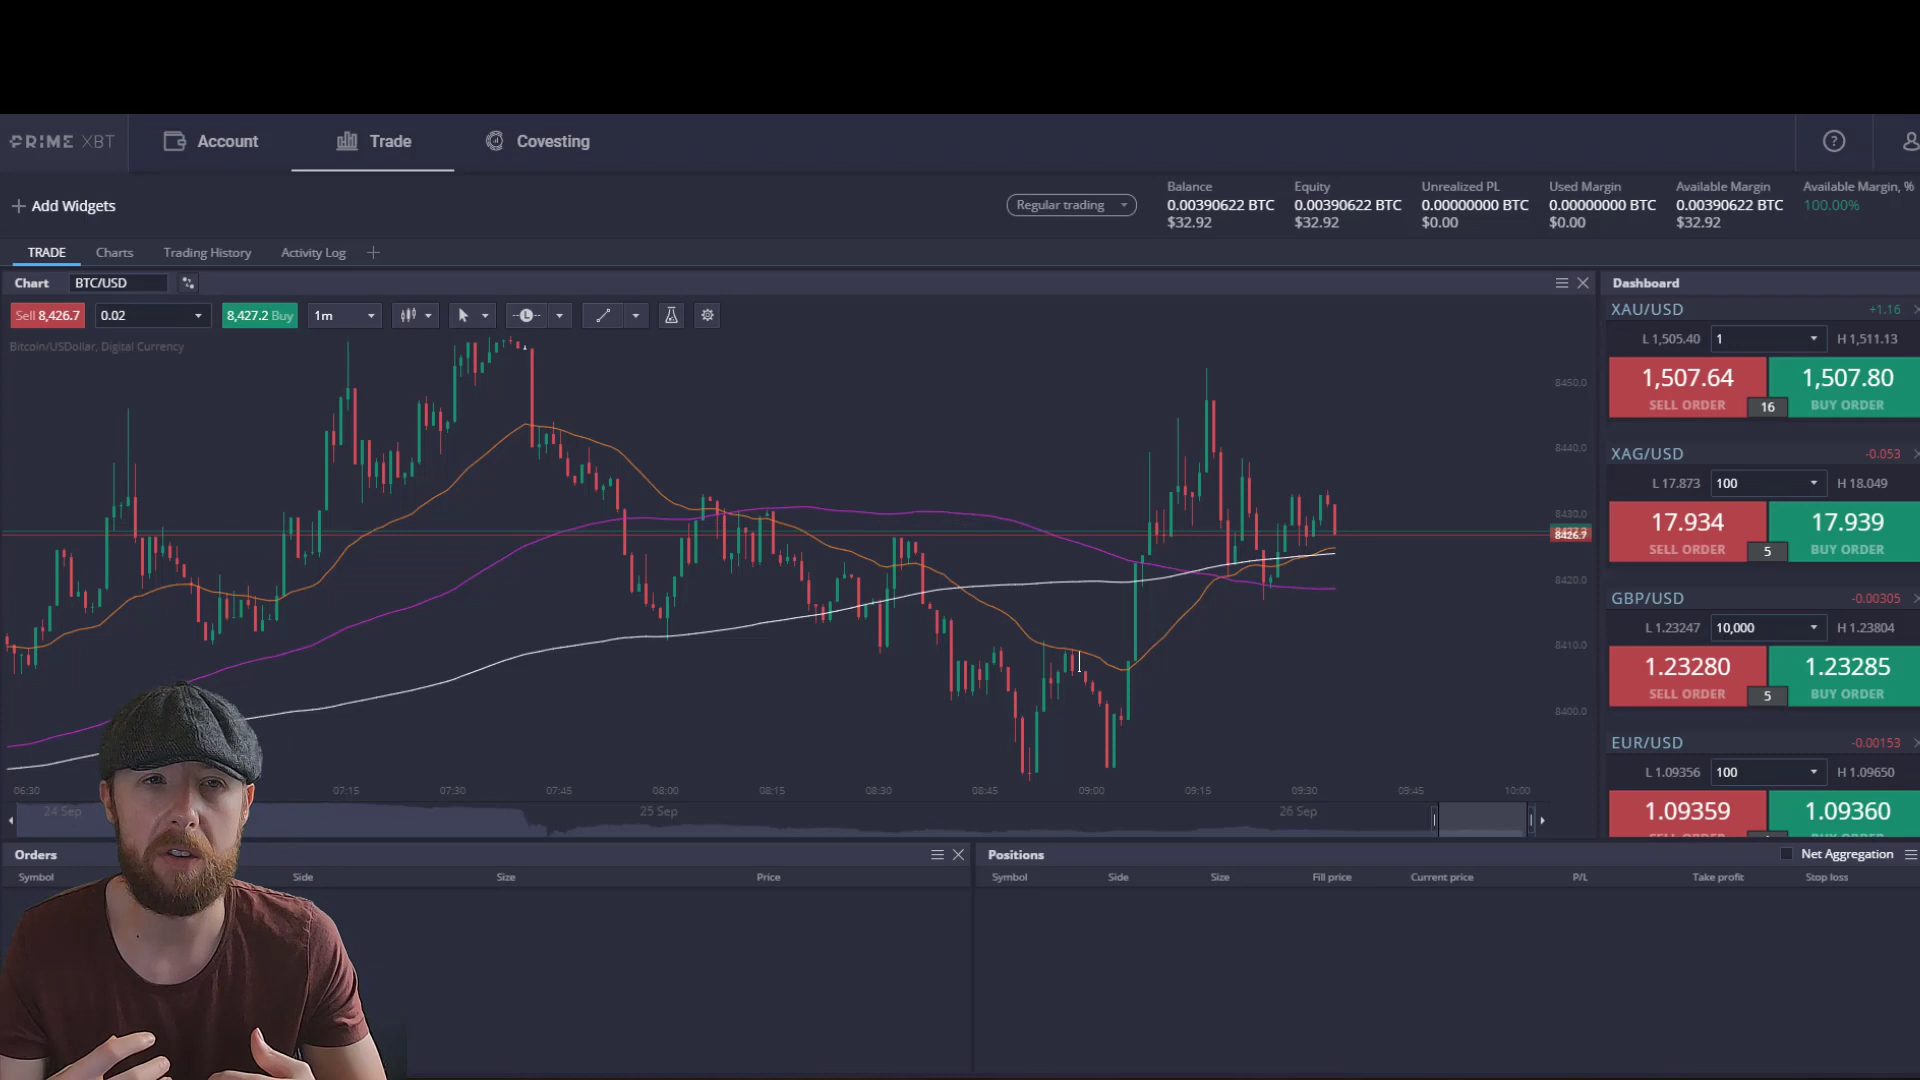 PRIME XBT
Account
Trade
Covesting
?
+ Add Widgets
Regular trading
Balance
0.00390622 BTC
$32.92
Equity
0.00390622 BTC
$32.92
Unrealized PL
0.00000000 BTC
$0.00
Used Margin
0.00000000 BTC
$0.00
Available Margin
0.00390622 BTC
$32.92
Available Margin, %
100.00%
TRADE Charts Trading History Activity Log +
Chart BTC/USD
Sell 8,426.7 0.02 8,427.2 Buy 1m L
Bitcoin/USDollar, Digital Currency
8450.0
8440.0
8430.0
8426.7
8420.0
8410.0
8400.0
06:30 07:15 07:30 07:45 08:00 08:15 08:30 08:45 09:00 09:15 09:30 09:45 10:00
24 Sep 25 Sep 26 Sep
Dashboard
XAU/USD +1.16
L 1,505.40 1 H 1,511.13
1,507.64 1,507.80
SELL ORDER 16 BUY ORDER
XAG/USD -0.053
L 17.873 100 H 18.049
17.934 17.939
SELL ORDER 5 BUY ORDER
GBP/USD -0.00305
L 1.23247 10,000 H 1.23804
1.23280 1.23285
SELL ORDER 5 BUY ORDER
EUR/USD -0.00153
L 1.09356 100 H 1.09650
1.09359 1.09360
Orders
Symbol Side Size Price
Positions Net Aggregation
Symbol Side Size Fill price Current price P/L Take profit Stop loss